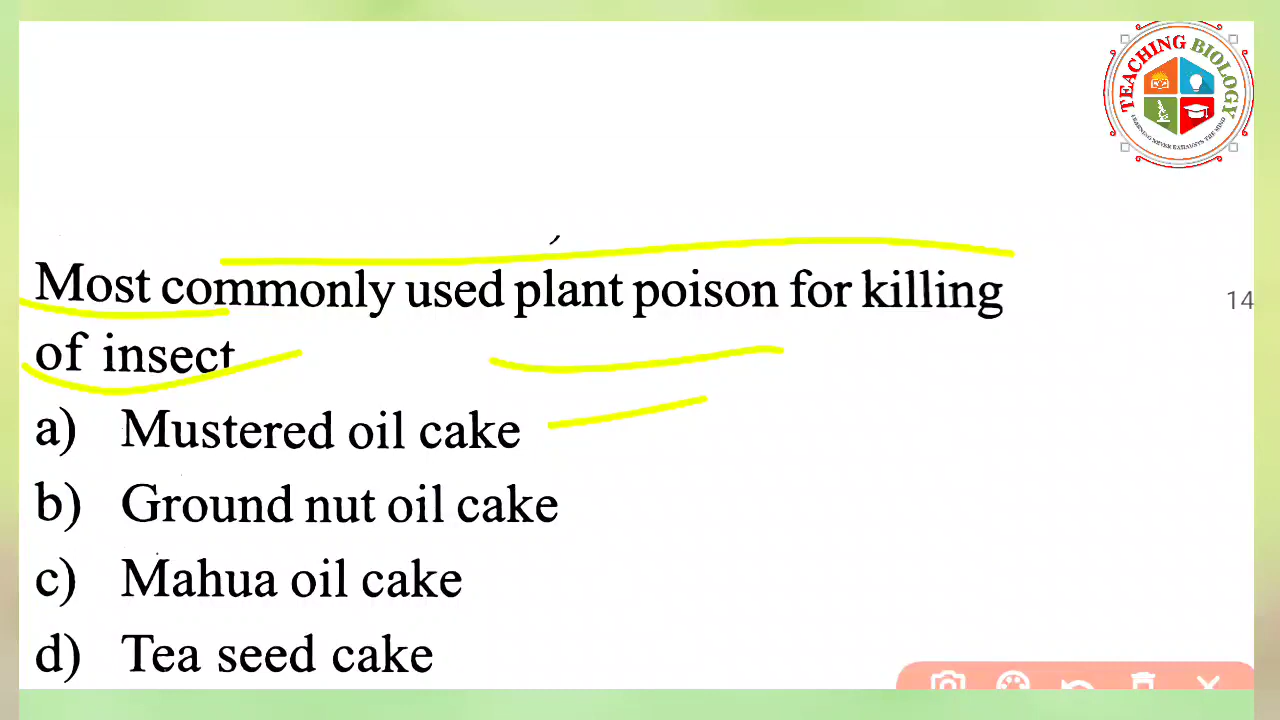 TEACHING BIOLOGY
Most commonly used plant poison for killing
14
of insect
a) Mustered oil cake
b) Ground nut oil cake
c) Mahua oil cake
d) Tea seed cake